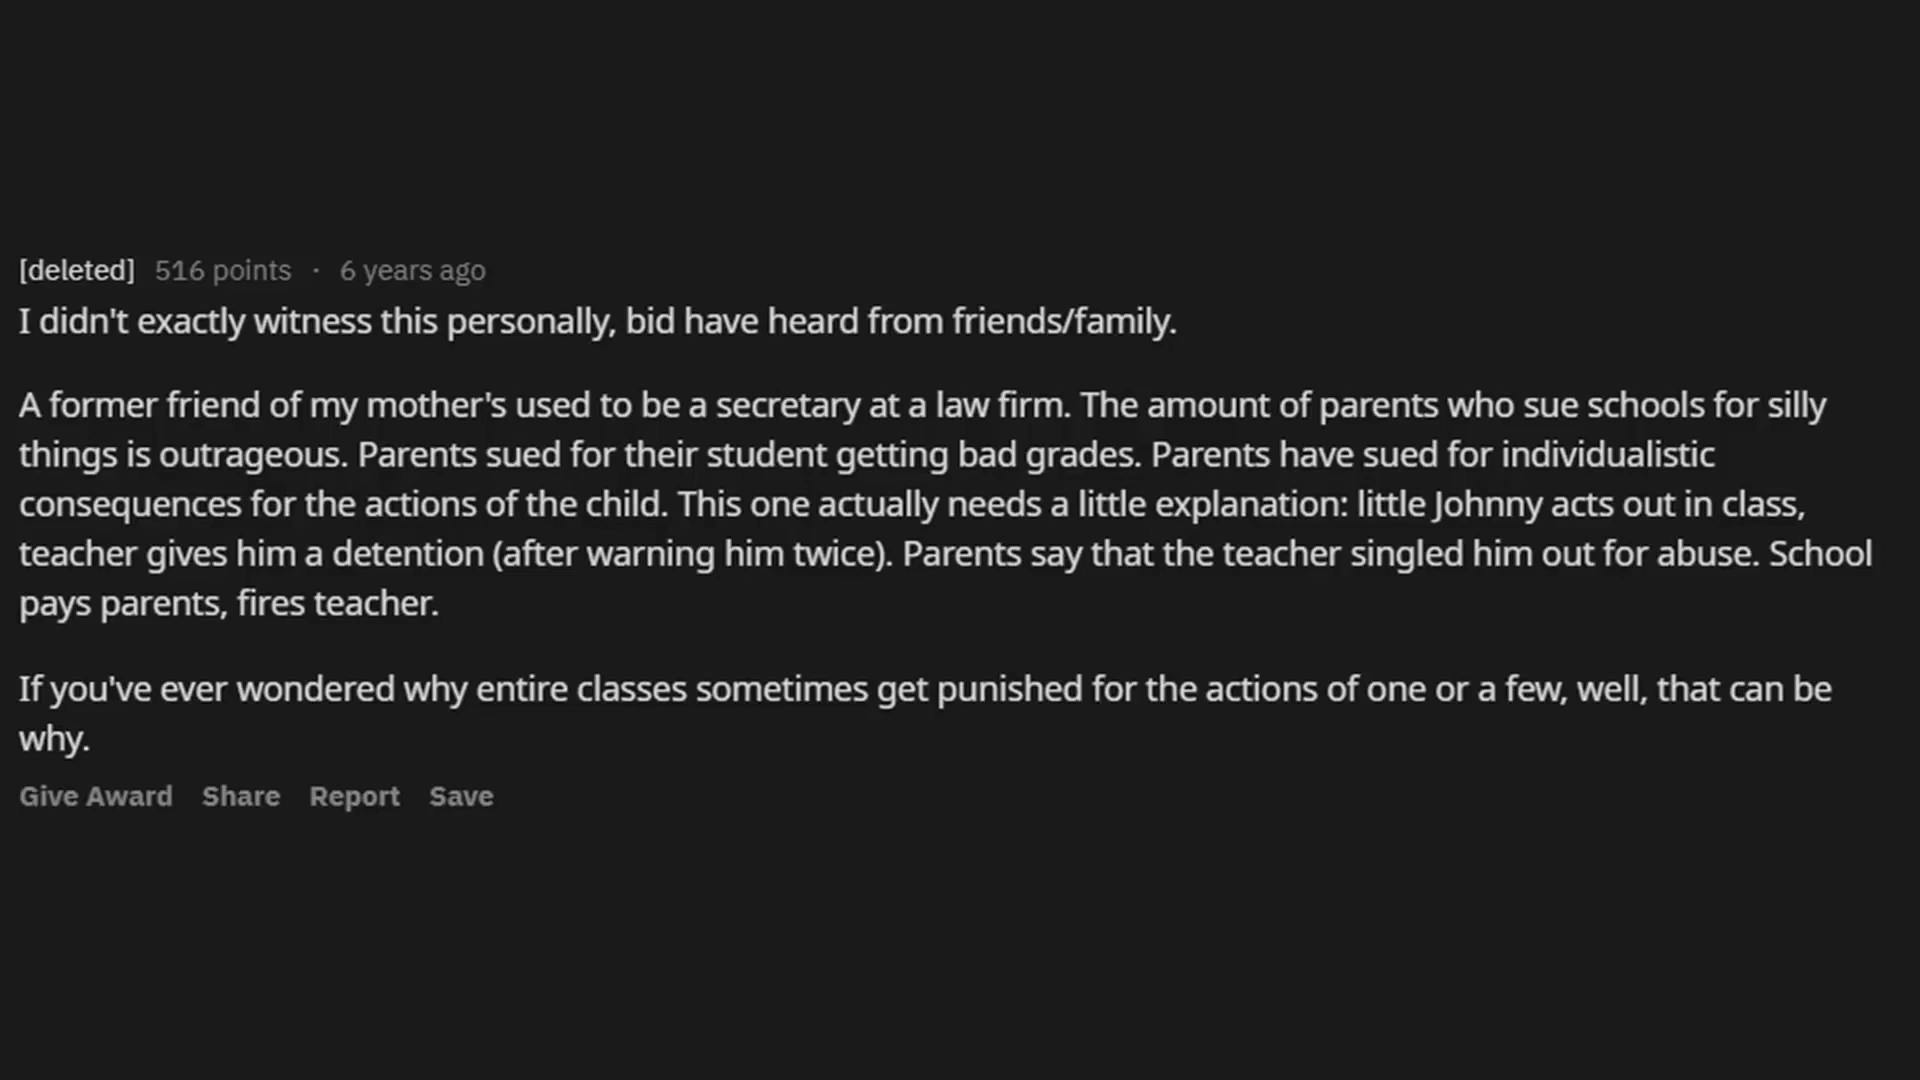 [deleted] 516 points · 6 years ago
I didn't exactly witness this personally, bid have heard from friends/family.
A former friend of my mother's used to be a secretary at a law firm. The amount of parents who sue schools for silly
things is outrageous. Parents sued for their student getting bad grades. Parents have sued for individualistic
consequences for the actions of the child. This one actually needs a little explanation: little Johnny acts out in class,
teacher gives him a detention (after warning him twice). Parents say that the teacher singled him out for abuse. School
pays parents, fires teacher.
If you've ever wondered why entire classes sometimes get punished for the actions of one or a few, well, that can be
why.
Give Award Share Report Save